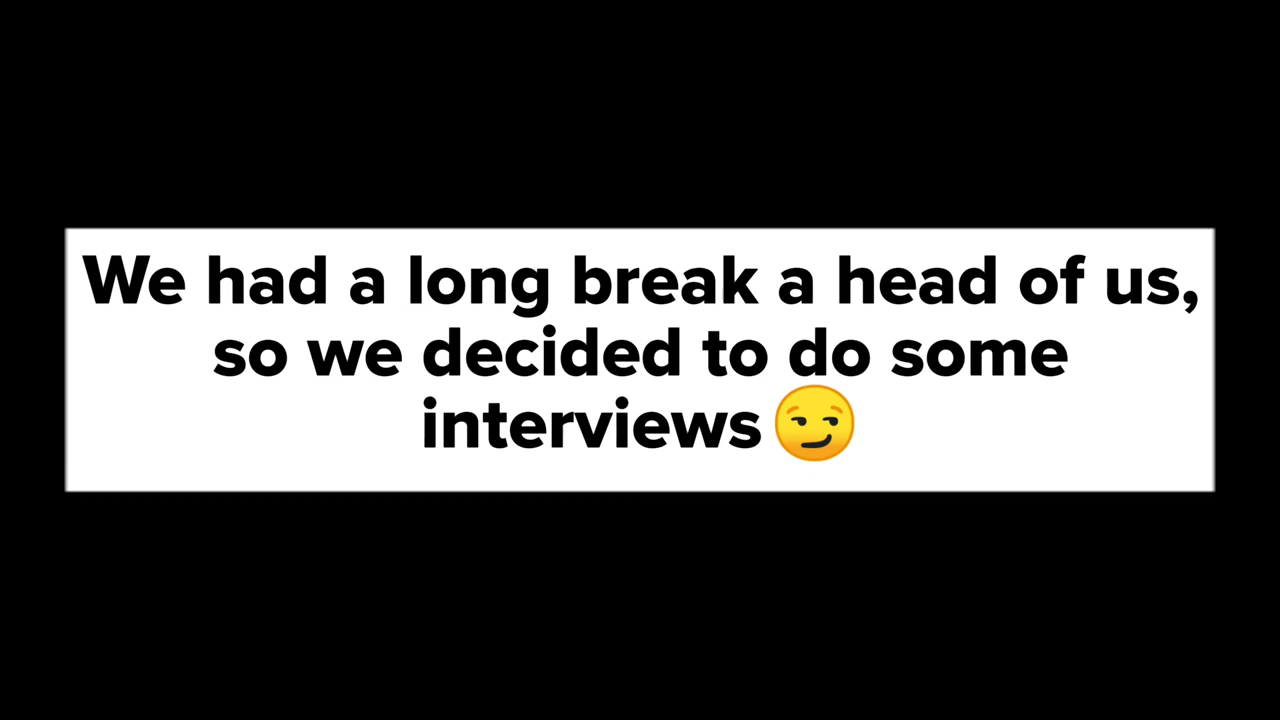 We had a long break a head of us,
so we decided to do some
interviews😏